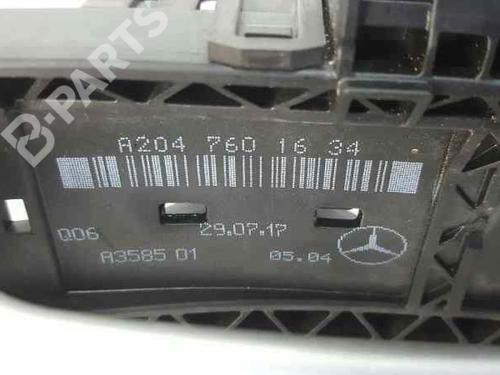 B-PARTS
A204 760 16 34
Q06 29.07.17
A3585 01 05.04